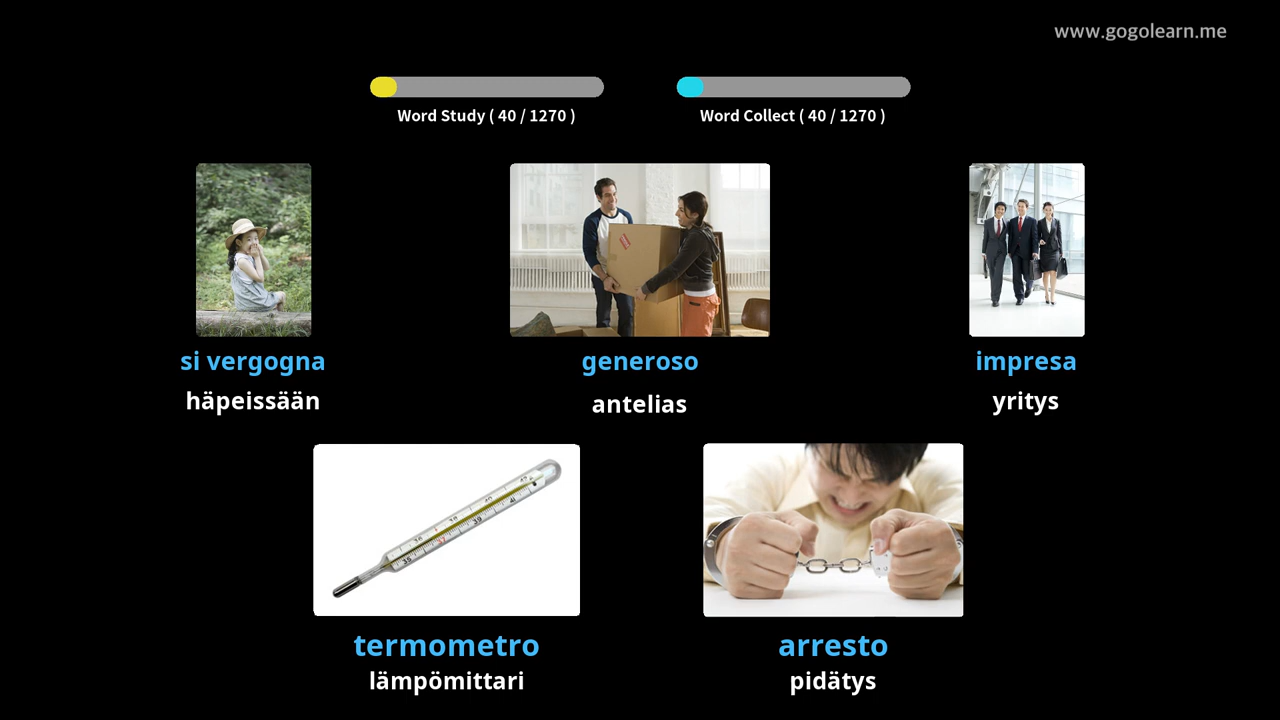 www.gogolearn.me
Word Study ( 40 / 1270 )
Word Collect ( 40 / 1270 )
si vergogna
häpeissään
generoso
antelias
impresa
yritys
termometro
lämpömittari
arresto
pidätys